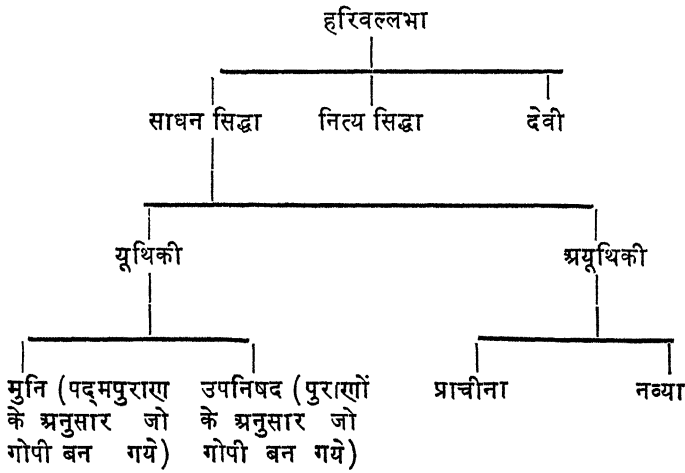 हरिवल्लभा
साधन सिद्धा नित्य सिद्धा देवी
यूथिकी अयूथिकी
मुनि (पद्मपुराण उपनिषद (पुराणों प्राचीना नव्या
के अनुसार जो के अनुसार जो
गोपी बन गये) गोपी बन गये)